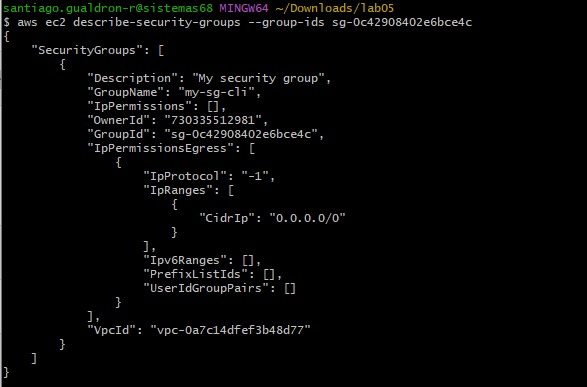 santiago.gualdron-r@sistemas68 MINGW64 ~/Downloads/lab05
$ aws ec2 describe-security-groups --group-ids sg-0c42908402e6bce4c
{
    "SecurityGroups": [
        {
            "Description": "My security group",
            "GroupName": "my-sg-cli",
            "IpPermissions": [],
            "OwnerId": "730335512981",
            "GroupId": "sg-0c42908402e6bce4c",
            "IpPermissionsEgress": [
                {
                    "IpProtocol": "-1",
                    "IpRanges": [
                        {
                            "CidrIp": "0.0.0.0/0"
                        }
                    ],
                    "Ipv6Ranges": [],
                    "PrefixListIds": [],
                    "UserIdGroupPairs": []
                }
            ],
            "VpcId": "vpc-0a7c14dfef3b48d77"
        }
    ]
}